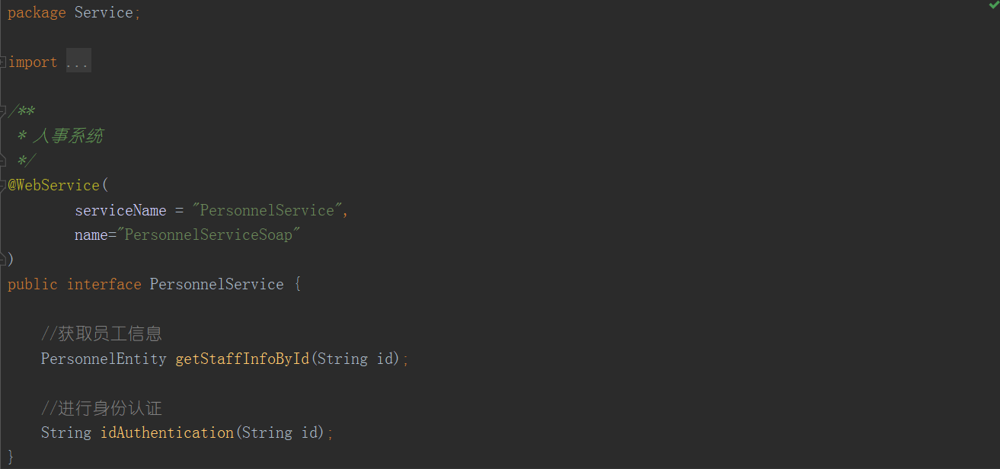 package Service;
import ...
/**
 * 人事系统
 */
@WebService(
        serviceName = "PersonnelService",
        name="PersonnelServiceSoap"
)
public interface PersonnelService {
    //获取员工信息
    PersonnelEntity getStaffInfoById(String id);
    //进行身份认证
    String idAuthentication(String id);
}